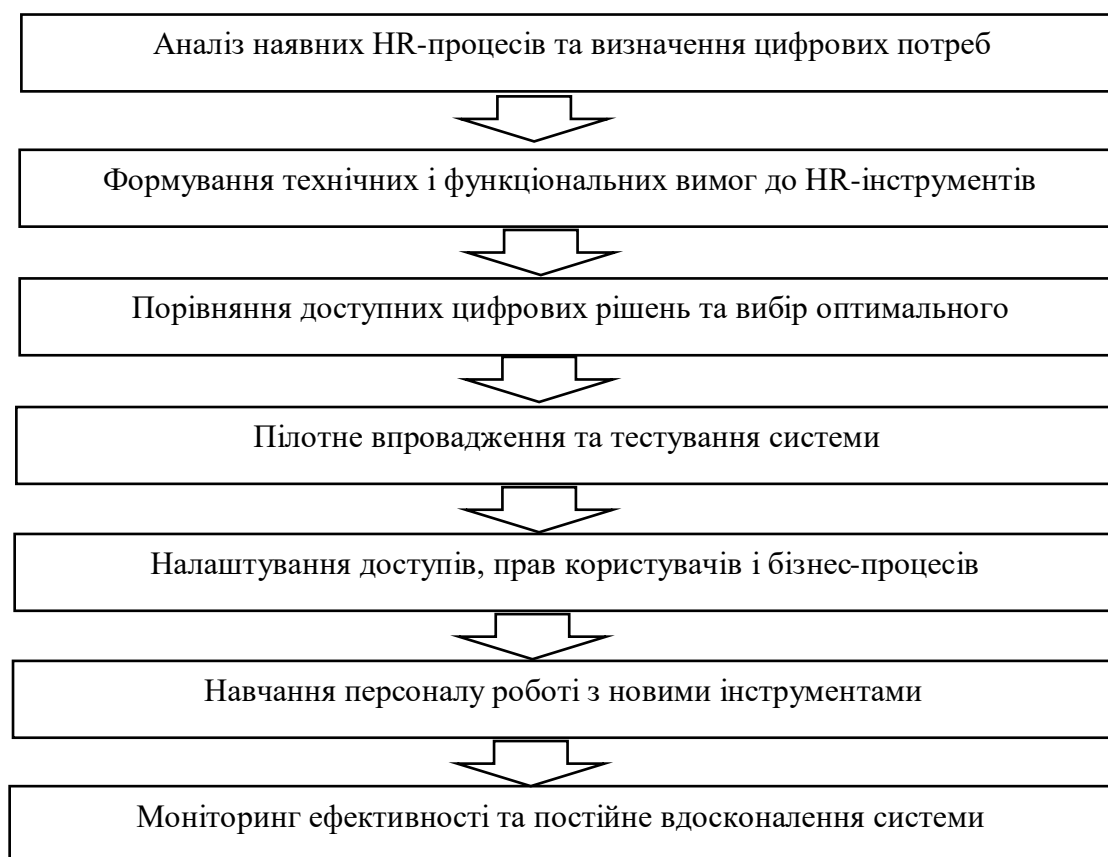 Аналіз наявних HR-процесів та визначення цифрових потреб
Формування технічних і функціональних вимог до HR-інструментів
Порівняння доступних цифрових рішень та вибір оптимального
Пілотне впровадження та тестування системи
Налаштування доступів, прав користувачів і бізнес-процесів
Навчання персоналу роботі з новими інструментами
Моніторинг ефективності та постійне вдосконалення системи